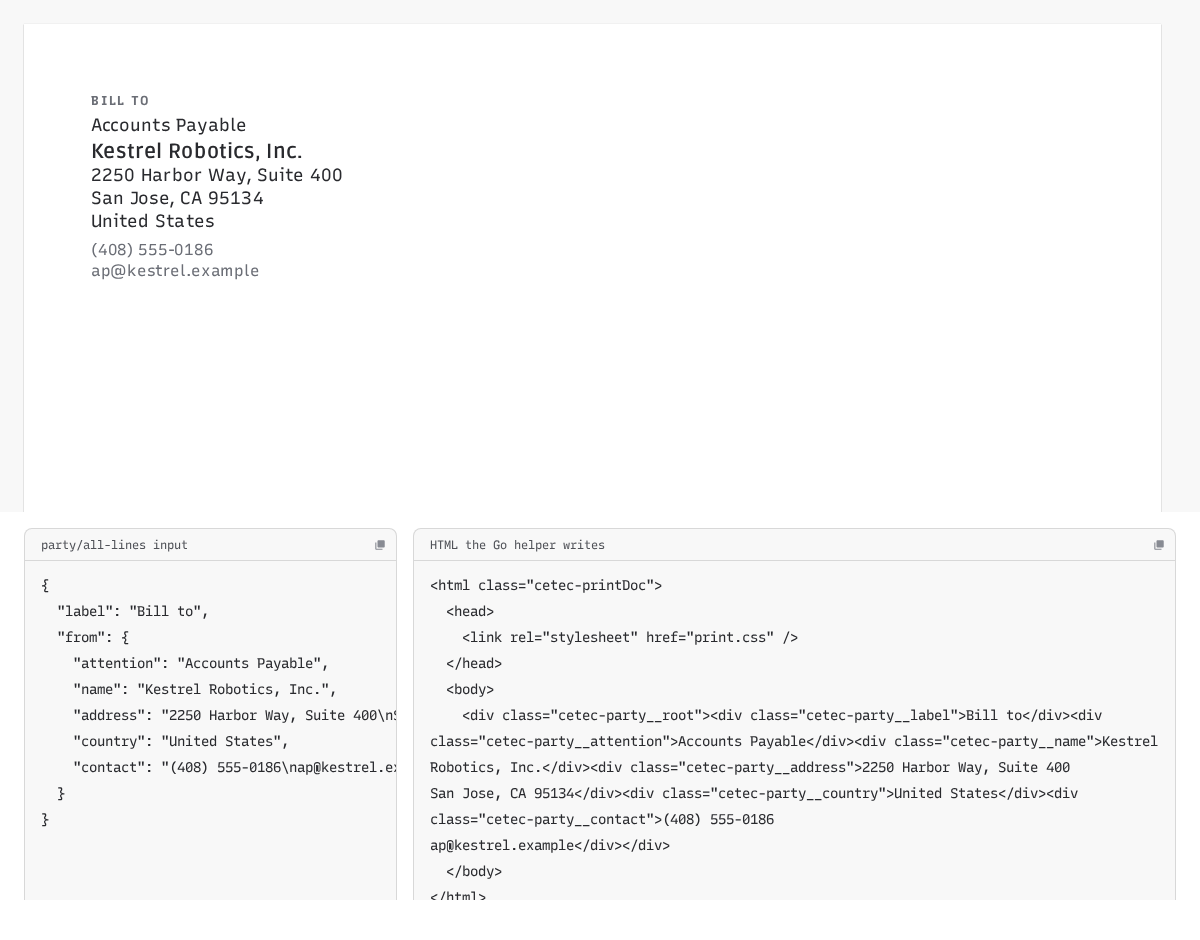 BILL TO
Accounts Payable
Kestrel Robotics, Inc.
2250 Harbor Way, Suite 400
San Jose, CA 95134
United States
(408) 555-0186
ap@kestrel.example
party/all-lines input
{
  "label": "Bill to",
  "from": {
    "attention": "Accounts Payable",
    "name": "Kestrel Robotics, Inc.",
    "address": "2250 Harbor Way, Suite 400\n
    "country": "United States",
    "contact": "(408) 555-0186\nap@kestrel.ex
  }
}
HTML the Go helper writes
<html class="cetec-printDoc">
  <head>
    <link rel="stylesheet" href="print.css" />
  </head>
  <body>
    <div class="cetec-party__root"><div class="cetec-party__label">Bill to</div><div
class="cetec-party__attention">Accounts Payable</div><div class="cetec-party__name">Kestrel
Robotics, Inc.</div><div class="cetec-party__address">2250 Harbor Way, Suite 400
San Jose, CA 95134</div><div class="cetec-party__country">United States</div><div
class="cetec-party__contact">(408) 555-0186
ap@kestrel.example</div></div>
  </body>
</html>